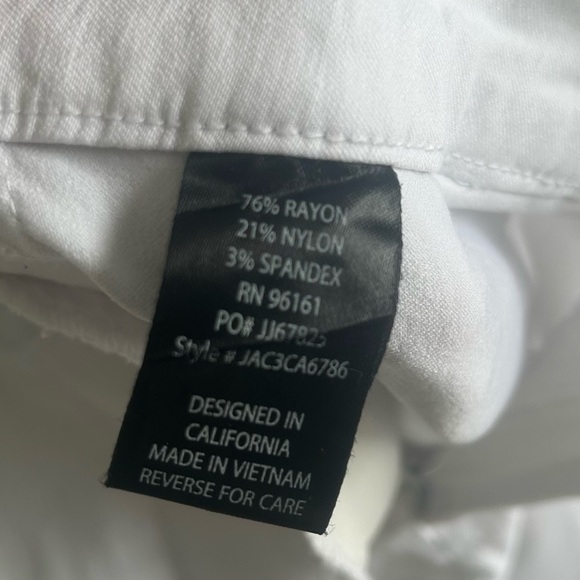 76% RAYON
21% NYLON
3% SPANDEX
RN 96161
PO#
Style # JAC3CA6786
DESIGNED IN
CALIFORNIA
MADE IN VIETNAM
REVERSE FOR CARE